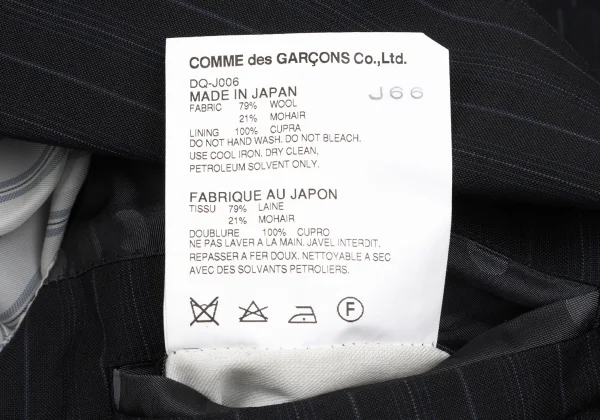 COMME des GARÇONS Co.,Ltd.
DQ-J006
MADE IN JAPAN J66
FABRIC 79% WOOL
21% MOHAIR
LINING 100% CUPRA
DO NOT HAND WASH. DO NOT BLEACH.
USE COOL IRON. DRY CLEAN,
PETROLEUM SOLVENT ONLY.
FABRIQUE AU JAPON
TISSU 79% LAINE
21% MOHAIR
DOUBLURE 100% CUPRO
NE PAS LAVER A LA MAIN. JAVEL INTERDIT.
REPASSER A FER DOUX. NETTOYABLE A SEC
AVEC DES SOLVANTS PETROLIERS.
F